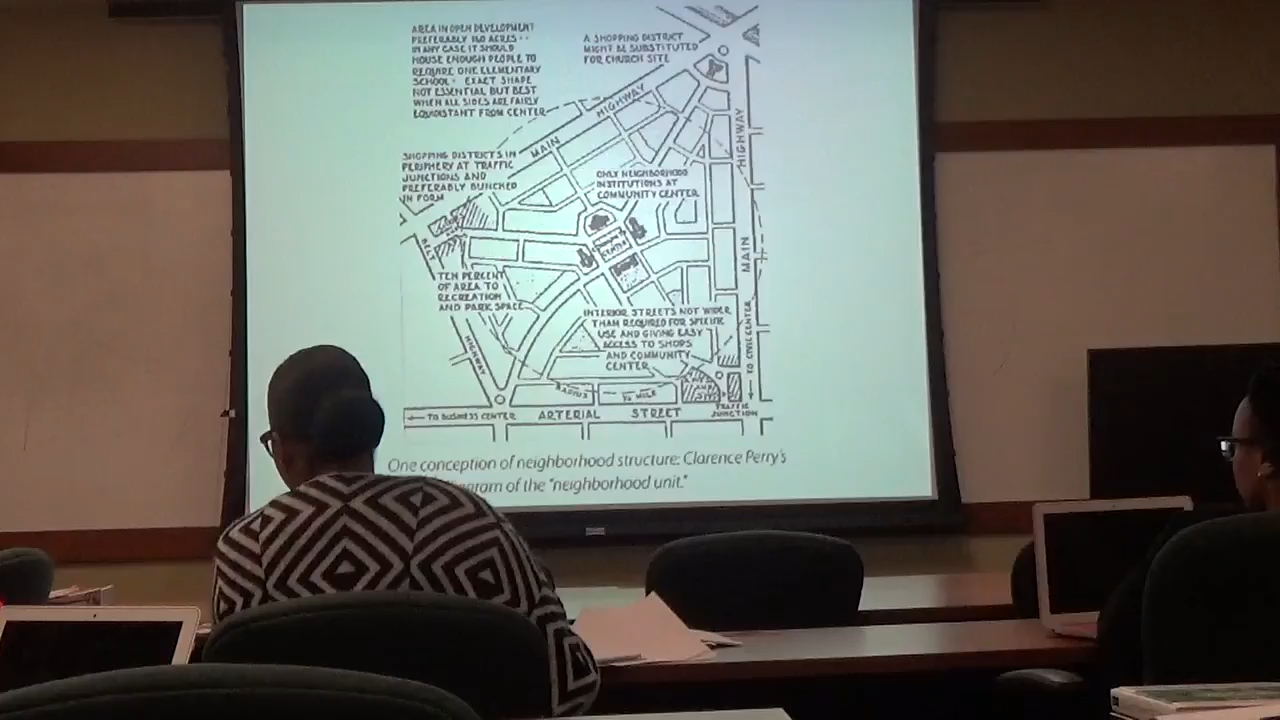 AREA IN OPEN DEVELOPMENT
PREFERABLY 160 ACRES··
IN ANY CASE IT SHOULD
HOUSE ENOUGH PEOPLE TO
REQUIRE ONE ELEMENTARY
SCHOOL· EXACT SHAPE
NOT ESSENTIAL BUT BEST
WHEN ALL SIDES ARE FAIRLY
EQUIDISTANT FROM CENTER
A SHOPPING DISTRICT
MIGHT BE SUBSTITUTED
FOR CHURCH SITE
MAIN HIGHWAY
HIGHWAY
SHOPPING DISTRICTS IN
PERIPHERY AT TRAFFIC
JUNCTIONS AND
PREFERABLY BUNCHED
IN FORM
ONLY NEIGHBORHOOD
INSTITUTIONS AT
COMMUNITY CENTER
CENTER
MAIN
BELT
TEN PERCENT
OF AREA TO
RECREATION
AND PARK SPACE
INTERIOR STREETS NOT WIDER
THAN REQUIRED FOR SPECIFIC
USE AND GIVING EASY
ACCESS TO SHOPS
AND COMMUNITY
CENTER
HIGHWAY
TO CIVIC CENTER
RADIUS
MILE
TRAFFIC
JUNCTION
TO BUSINESS CENTER
ARTERIAL STREET
One conception of neighborhood structure: Clarence Perry's
of the "neighborhood unit."